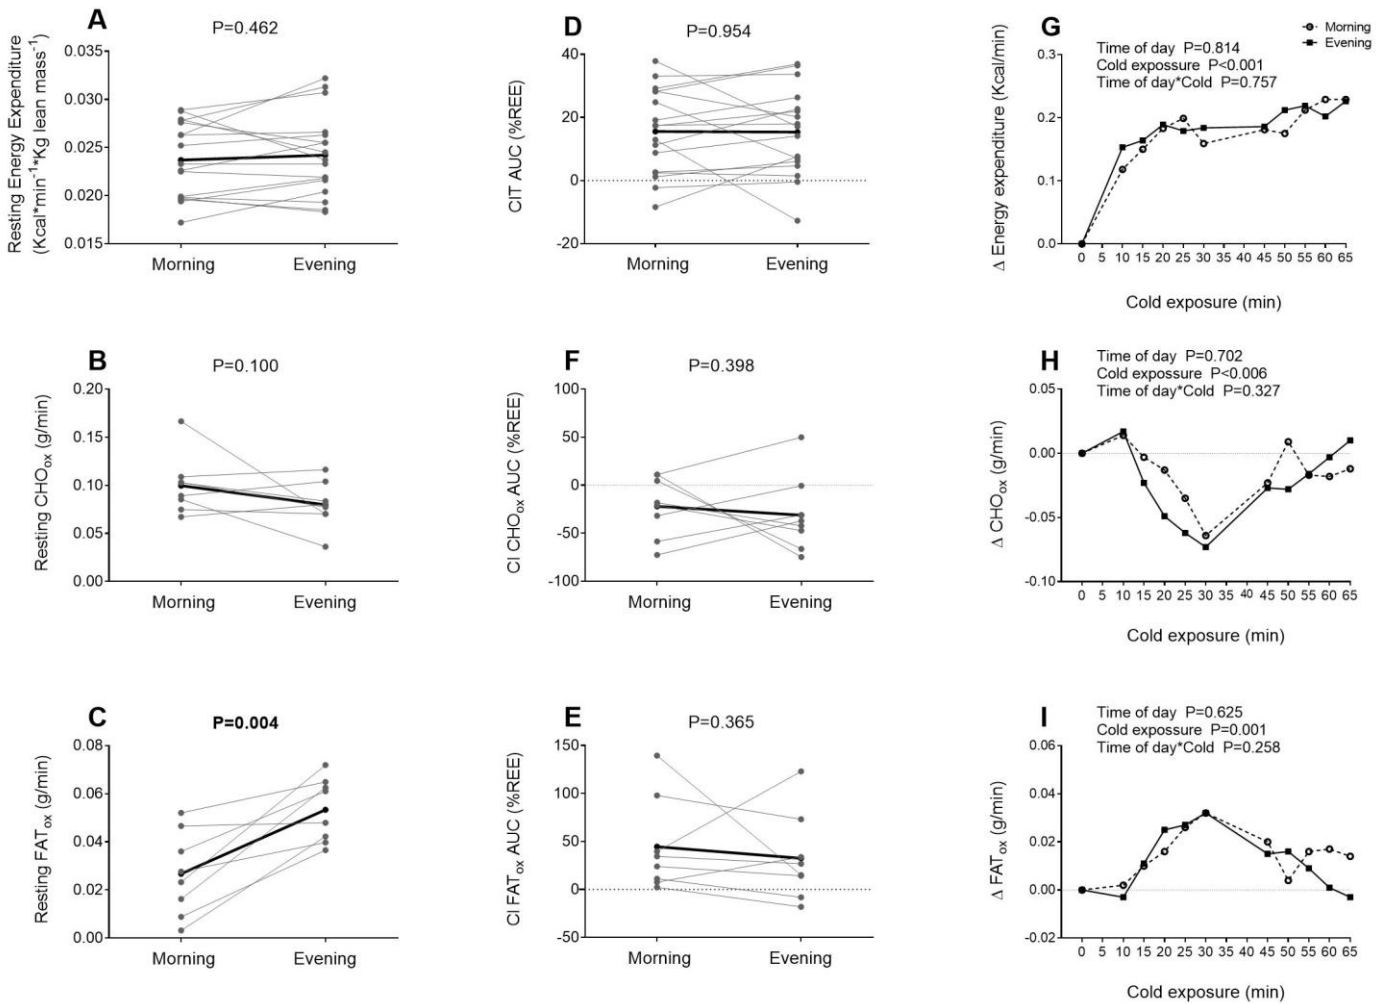 A
P=0.462
Resting Energy Expenditure
(Kcal*min⁻¹*Kg lean mass⁻¹)
0.035
0.030
0.025
0.020
0.015
Morning Evening
D
P=0.954
CIT AUC (%REE)
40
20
0
-20
Morning Evening
G
Morning
Evening
Time of day P=0.814
Cold expossure P<0.001
Time of day*Cold P=0.757
Δ Energy expenditure (Kcal/min)
0.3
0.2
0.1
0.0
0 5 10 15 20 25 30 35 40 45 50 55 60 65
Cold exposure (min)
B
P=0.100
Resting CHOox (g/min)
0.20
0.15
0.10
0.05
0.00
Morning Evening
F
P=0.398
CI CHOox AUC (%REE)
100
50
0
-50
-100
Morning Evening
H
Time of day P=0.702
Cold expossure P<0.006
Time of day*Cold P=0.327
Δ CHOox (g/min)
0.05
0.00
-0.05
-0.10
0 5 10 15 20 25 30 35 40 45 50 55 60 65
Cold exposure (min)
C
P=0.004
Resting FATox (g/min)
0.08
0.06
0.04
0.02
0.00
Morning Evening
E
P=0.365
CI FATox AUC (%REE)
150
100
50
0
-50
Morning Evening
I
Time of day P=0.625
Cold expossure P=0.001
Time of day*Cold P=0.258
Δ FATox (g/min)
0.06
0.04
0.02
0.00
-0.02
0 5 10 15 20 25 30 35 40 45 50 55 60 65
Cold exposure (min)